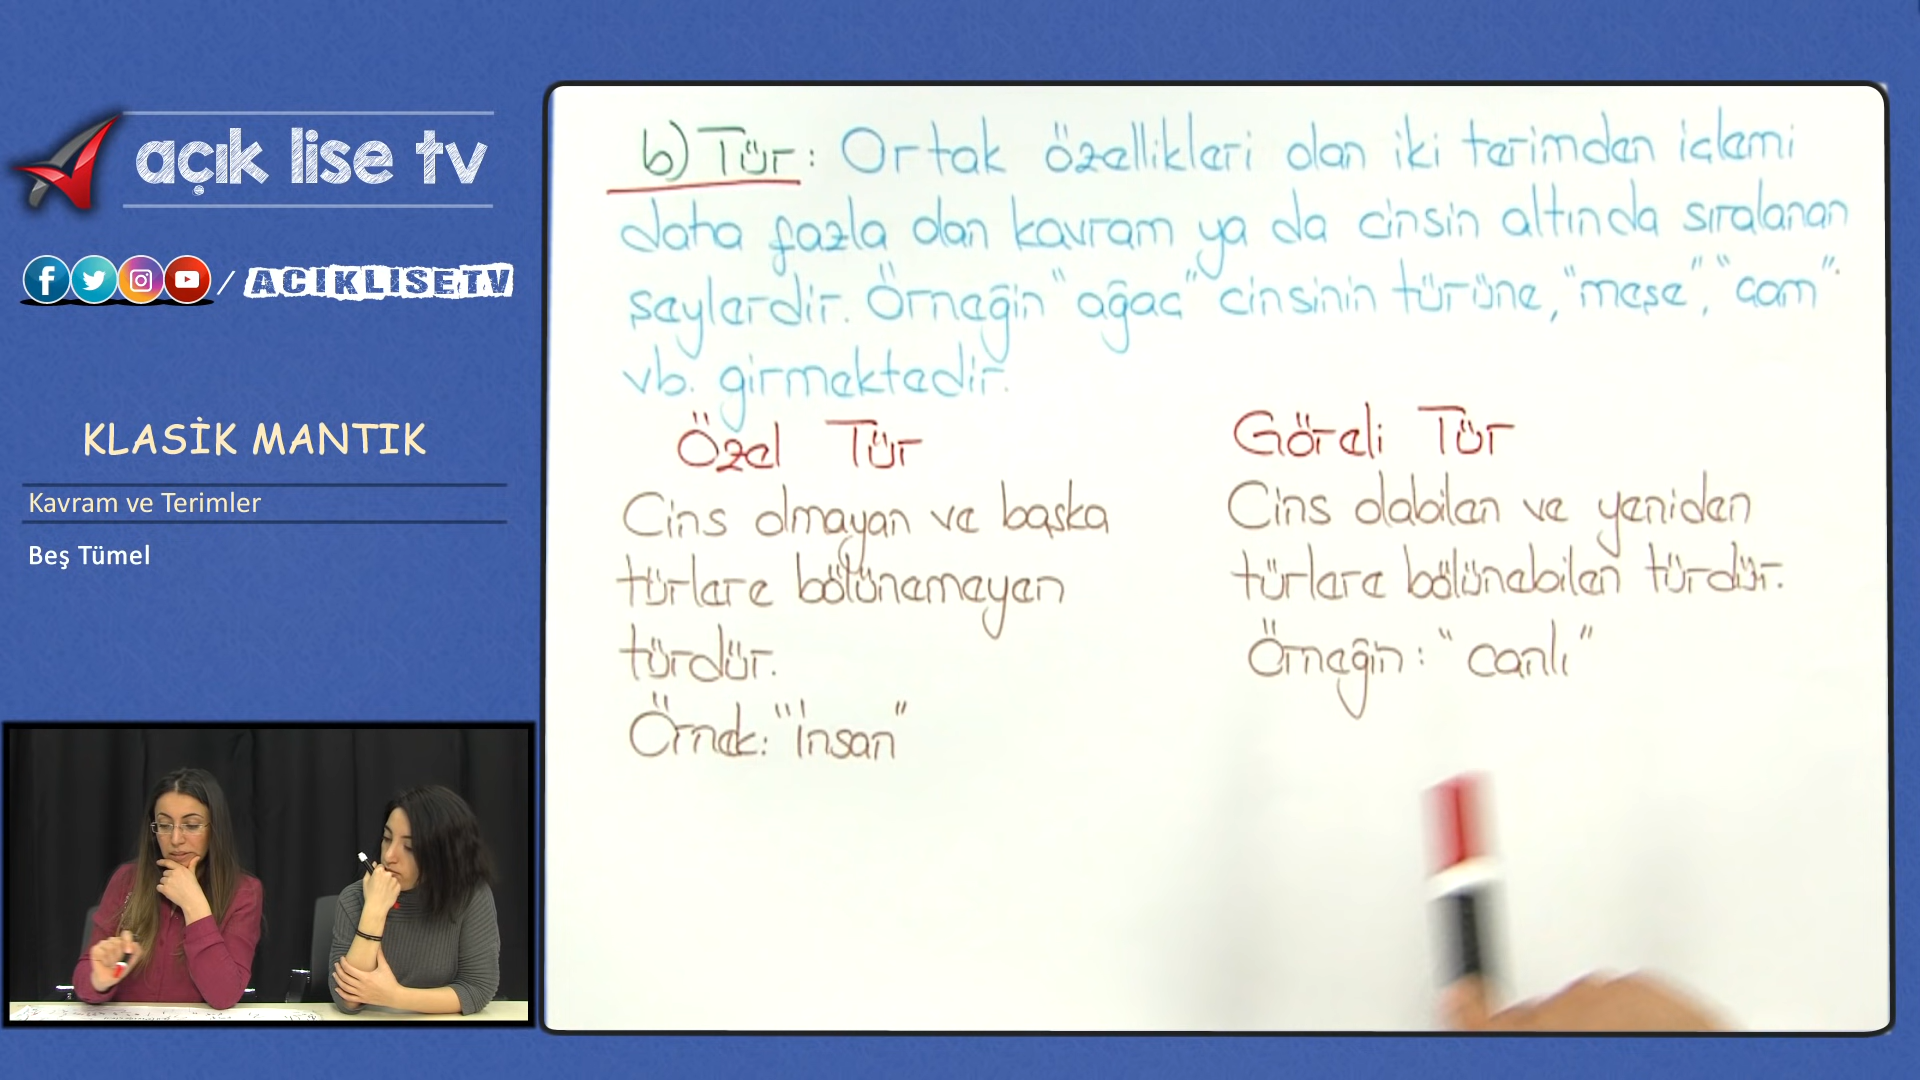 açık lise tv
/ ACIKLISETV
KLASİK MANTIK
Kavram ve Terimler
Beş Tümel
b) Tür: Ortak özellikleri olan iki terimden içlemi
daha fazla olan kavram ya da cinsin altında sıralanan
şeylerdir. Örneğin "ağaç" cinsinin türüne, "meşe", "çam"
vb. girmektedir.
Özel Tür
Cins olmayan ve başka
türlere bölünemeyen
türdür.
Örnek: "İnsan"
Göreli Tür
Cins olabilen ve yeniden
türlere bölünebilen türdür.
Örneğin: "canlı"